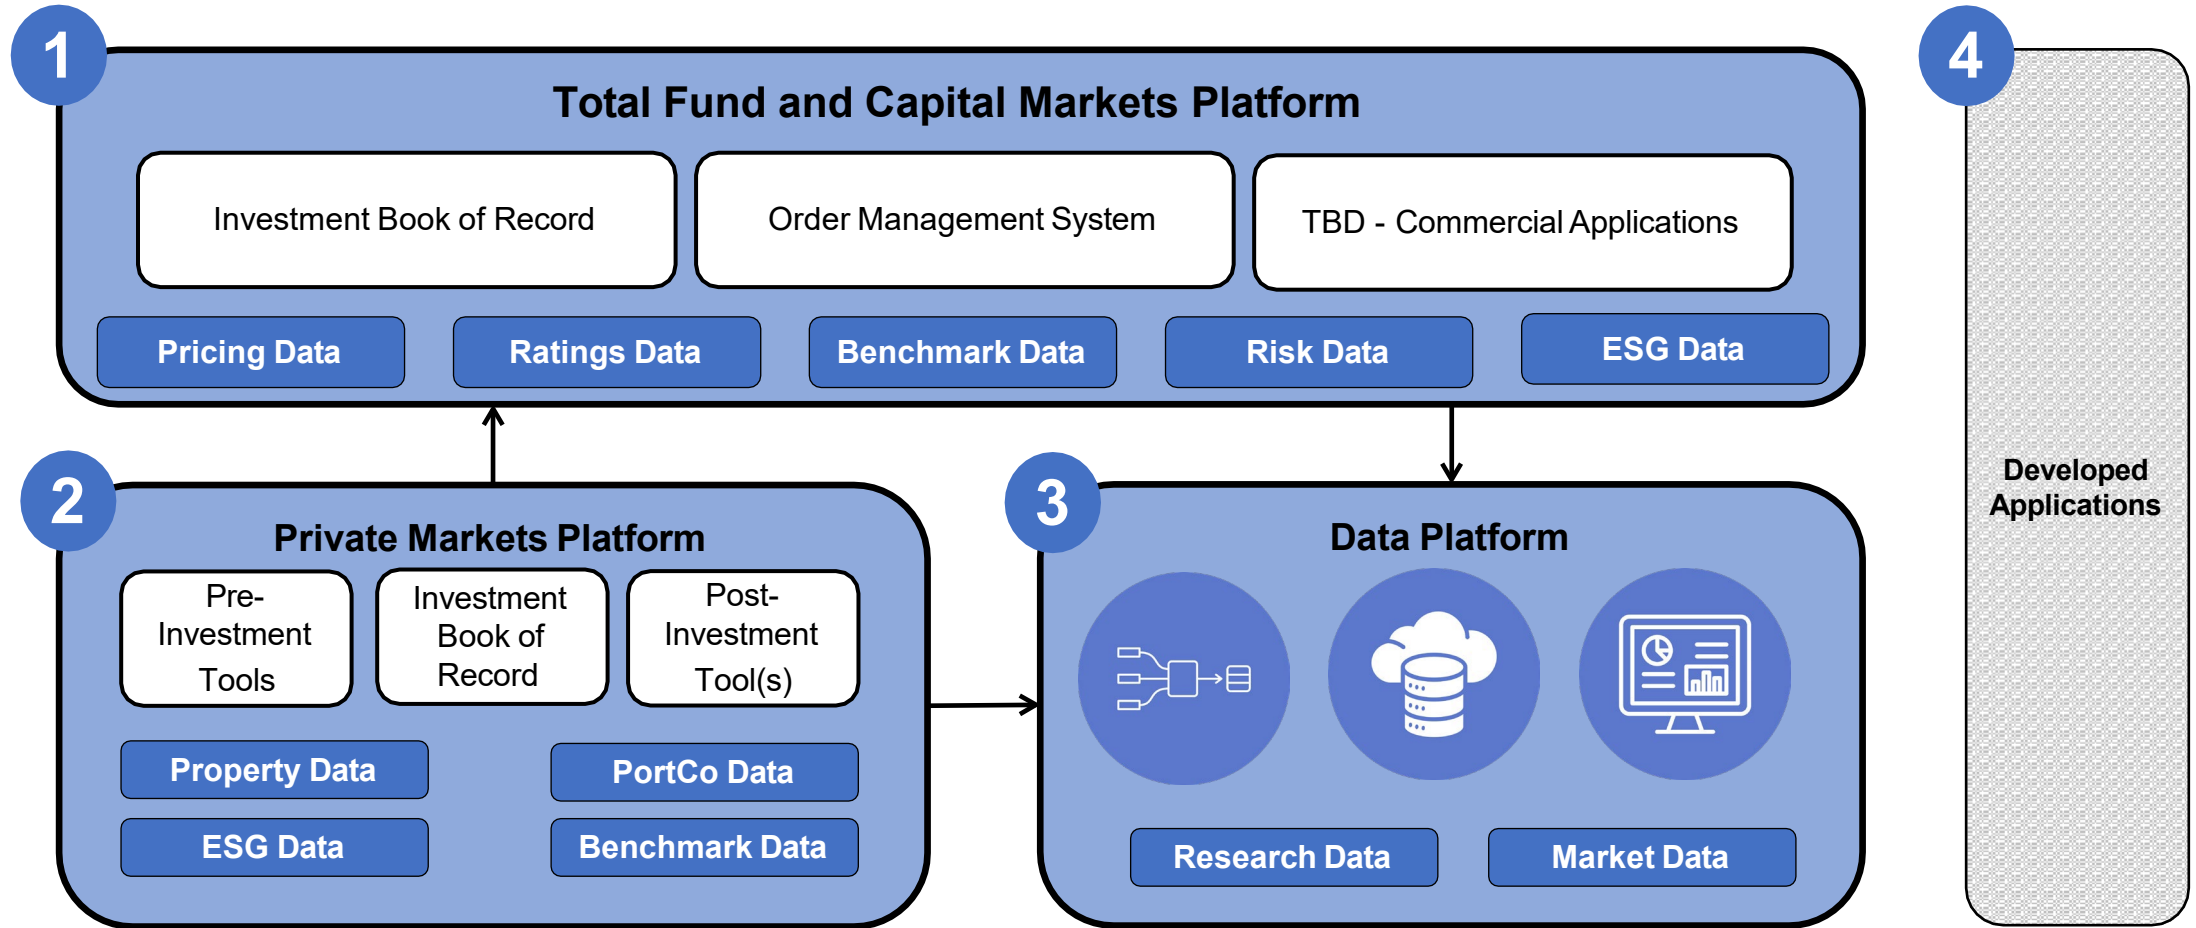 1
Total Fund and Capital Markets Platform
Investment Book of Record
Order Management System
TBD - Commercial Applications
Pricing Data
Ratings Data
Benchmark Data
Risk Data
ESG Data
2
Private Markets Platform
Pre-
Investment
Tools
Investment
Book of
Record
Post-
Investment
Tool(s)
Property Data
PortCo Data
ESG Data
Benchmark Data
3
Data Platform
Research Data
Market Data
4
Developed
Applications